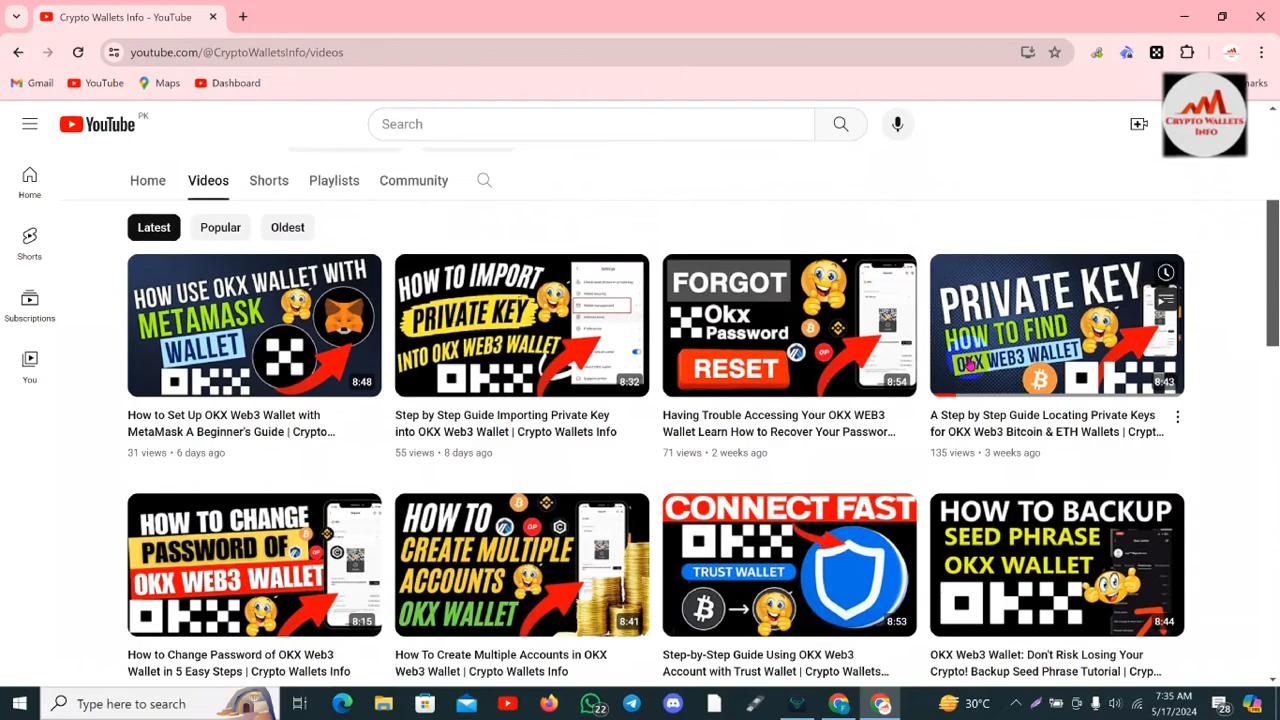 Crypto Wallets Info - YouTube
youtube.com/@CryptoWalletsInfo/videos
Gmail
YouTube
Maps
Dashboard
marks
YouTube
PK
Search
CRYPTO WALLETS
INFO
Home
Shorts
Subscriptions
You
Home
Videos
Shorts
Playlists
Community
Latest
Popular
Oldest
HOW USE OKX WALLET WITH
METAMASK
WALLET
8:48
HOW TO IMPORT
PRIVATE KEY
INTO OKX WEB3 WALLET
8:32
FORGOT
Okx
Password
RESET
8:54
PRIVATE KEY
HOW TO FIND
OKX WEB3 WALLET
8:43
How to Set Up OKX Web3 Wallet with
MetaMask A Beginner's Guide | Crypto...
31 views • 6 days ago
Step by Step Guide Importing Private Key
into OKX Web3 Wallet | Crypto Wallets Info
55 views • 8 days ago
Having Trouble Accessing Your OKX WEB3
Wallet Learn How to Recover Your Passwor...
71 views • 2 weeks ago
A Step by Step Guide Locating Private Keys
for OKX Web3 Bitcoin & ETH Wallets | Crypt...
135 views • 3 weeks ago
HOW TO CHANGE
PASSWORD OF
OKX WEB3 WALLET
8:15
HOW TO
CREATE MULTIPLE
ACCOUNTS
OKX WALLET
8:41
CONNECT FAST
TRUST WALLET
8:53
HOW TO BACKUP
SEED PHRASE
OKX WALLET
8:44
How to Change Password of OKX Web3
Wallet in 5 Easy Steps | Crypto Wallets Info
How To Create Multiple Accounts in OKX
Web3 Wallet | Crypto Wallets Info
Step-by-Step Guide Using OKX Web3
Account with Trust Wallet | Crypto Wallets...
OKX Web3 Wallet: Don't Risk Losing Your
Crypto! Backup Seed Phrase Tutorial | Cryp...
Type here to search
22
30°C
7:35 AM
5/17/2024
28